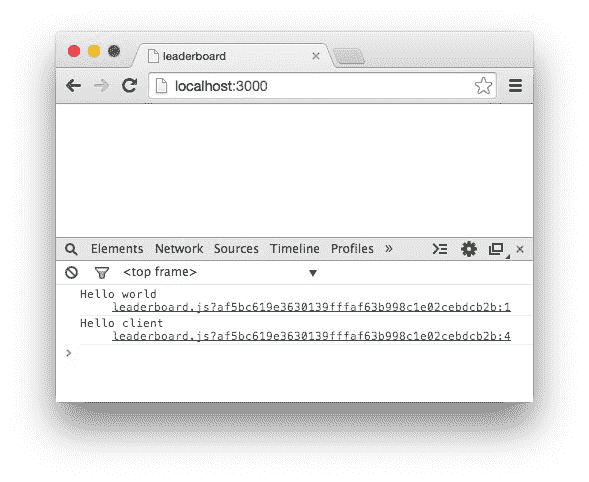 leaderboard
localhost:3000
Elements Network Sources Timeline Profiles »
<top frame>
Hello world
leaderboard.js?af5bc619e3630139fffaf63b998c1e02cebdcb2b:1
Hello client
leaderboard.js?af5bc619e3630139fffaf63b998c1e02cebdcb2b:4
>